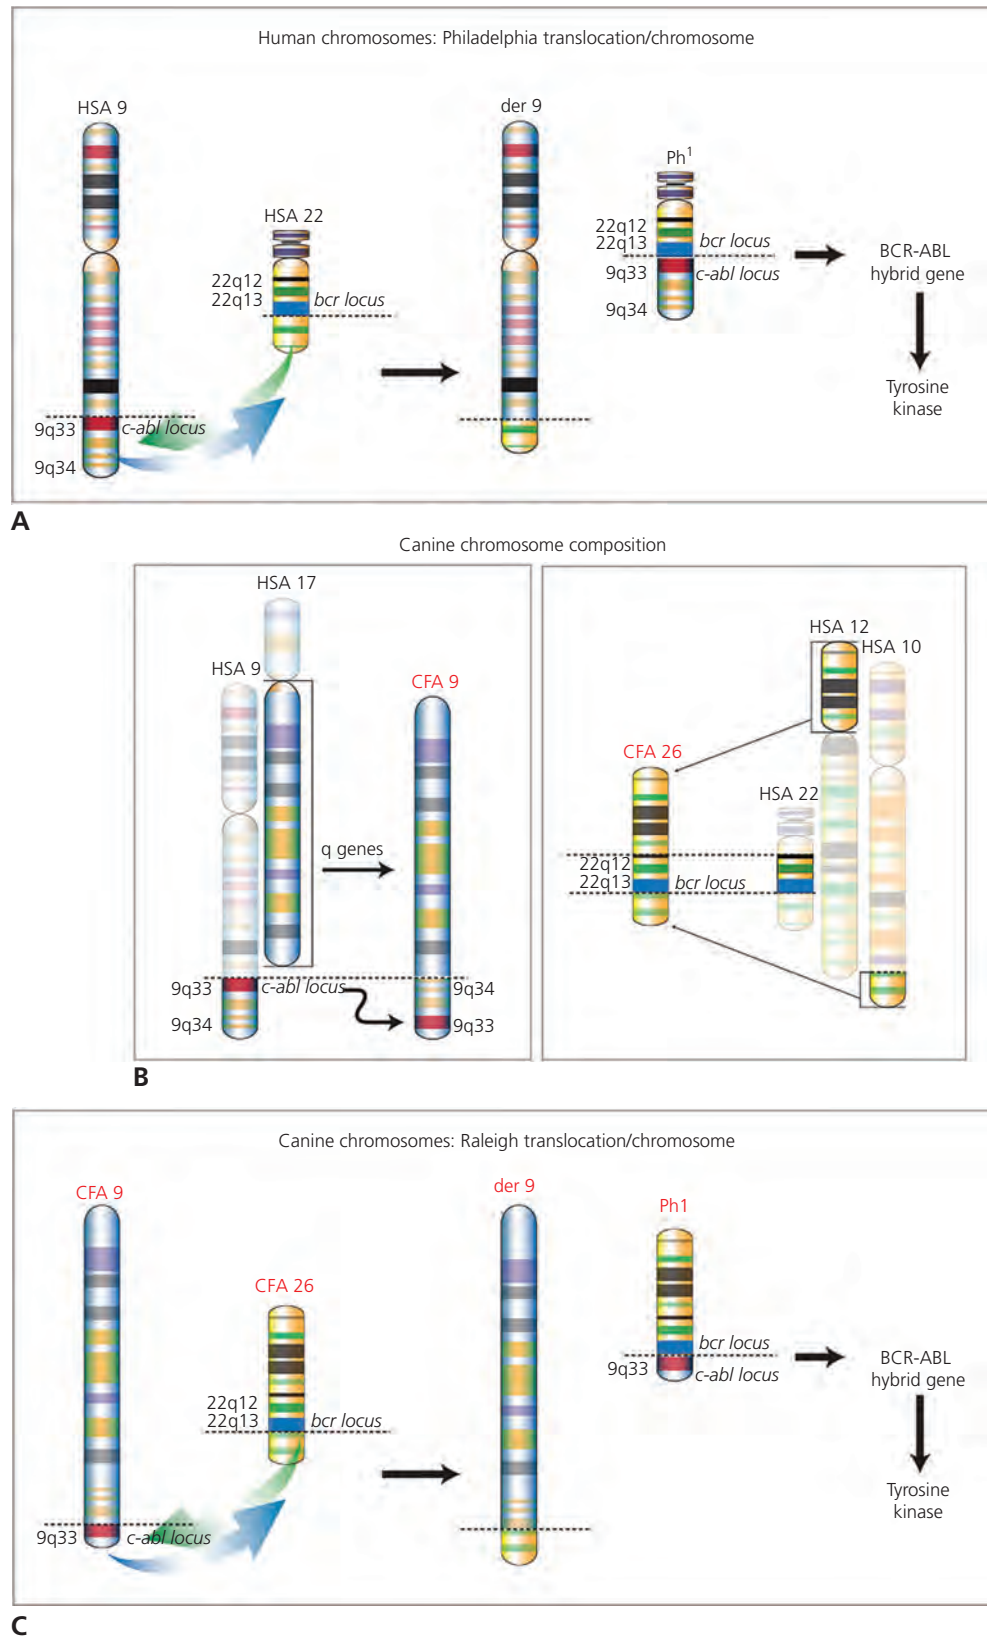 Human chromosomes: Philadelphia translocation/chromosome
HSA 9
HSA 22
22q12
22q13
bcr locus
9q33
c-abl locus
9q34
der 9
Ph1
22q12
22q13
bcr locus
9q33
c-abl locus
9q34
BCR-ABL
hybrid gene
Tyrosine
kinase
A
Canine chromosome composition
HSA 17
HSA 9
CFA 9
q genes
9q33
c-abl locus
9q34
9q34
9q33
HSA 12
HSA 10
CFA 26
HSA 22
22q12
22q13
bcr locus
B
Canine chromosomes: Raleigh translocation/chromosome
CFA 9
CFA 26
22q12
22q13
bcr locus
9q33
c-abl locus
der 9
Ph1
bcr locus
9q33
c-abl locus
BCR-ABL
hybrid gene
Tyrosine
kinase
C